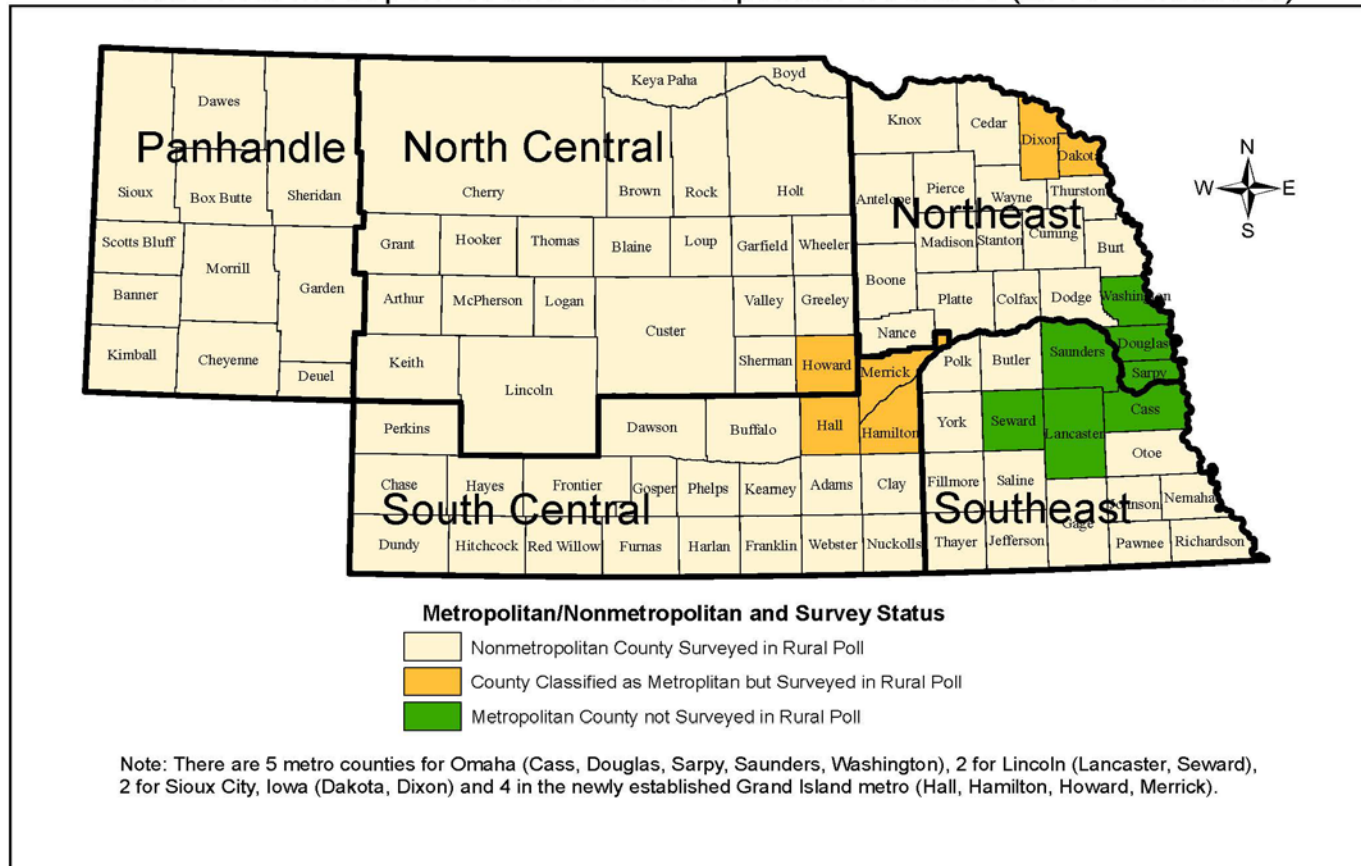 Keya Paha
Boyd
Dawes
Knox
Cedar
Dixon
Dakota
N
W E
S
Panhandle
North Central
Sioux
Box Butte
Sheridan
Cherry
Brown
Rock
Holt
Antelope
Pierce
Wayne
Thurston
Northeast
Scotts Bluff
Morrill
Garden
Grant
Hooker
Thomas
Blaine
Loup
Garfield
Wheeler
Madison
Stanton
Cuming
Burt
Banner
Arthur
McPherson
Logan
Custer
Valley
Greeley
Boone
Platte
Colfax
Dodge
Washington
Kimball
Cheyenne
Deuel
Keith
Lincoln
Sherman
Howard
Nance
Merrick
Polk
Butler
Saunders
Douglas
Sarpy
Perkins
Dawson
Buffalo
Hall
Hamilton
York
Seward
Lancaster
Cass
Otoe
Chase
Hayes
Frontier
Gosper
Phelps
Kearney
Adams
Clay
Fillmore
Saline
Johnson
Nemaha
South Central
Southeast
Gage
Dundy
Hitchcock
Red Willow
Furnas
Harlan
Franklin
Webster
Nuckolls
Thayer
Jefferson
Pawnee
Richardson
Metropolitan/Nonmetropolitan and Survey Status
Nonmetropolitan County Surveyed in Rural Poll
County Classified as Metroplitan but Surveyed in Rural Poll
Metropolitan County not Surveyed in Rural Poll
Note: There are 5 metro counties for Omaha (Cass, Douglas, Sarpy, Saunders, Washington), 2 for Lincoln (Lancaster, Seward),
2 for Sioux City, Iowa (Dakota, Dixon) and 4 in the newly established Grand Island metro (Hall, Hamilton, Howard, Merrick).